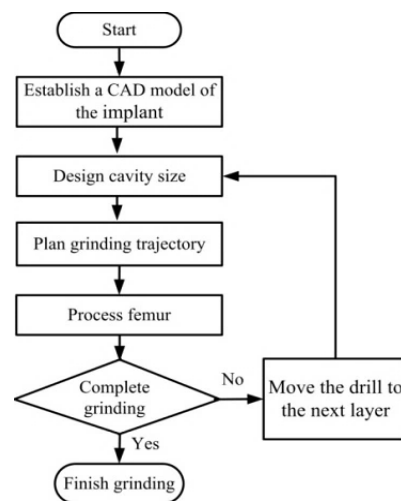 Start
Establish a CAD model of
the implant
Design cavity size
Plan grinding trajectory
Process femur
Complete
grinding
No
Move the drill to
the next layer
Yes
Finish grinding